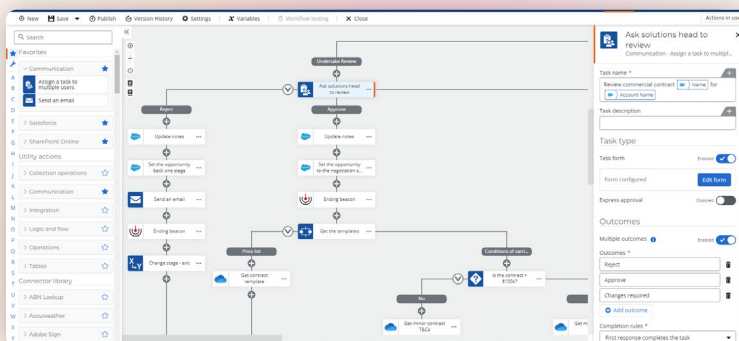 New Save Publish Version History Settings Variables Workflow testing Close Actions in use
Search
Favorites
Communication
Assign a task to
multiple users
Send an email
Salesforce
SharePoint Online
Utility actions
Collection operations
Communication
Integration
Logic and flow
Operations
Tables
Connector library
ABN Lookup
Accuweather
Adobe Sign
A
B
C
D
E
F
G
H
I
J
K
L
M
N
O
P
Q
R
S
T
U
V
W
X
Y
Undertake Review
Ask solutions head
to review
Reject
Approve
Update notes
Update notes
Set the opportunity
back one stage
Set the opportunity
to the negotiation s...
Send an email
Ending beacon
Ending beacon
Get the templates
Change stage - exit
Price list
Conditions of carri...
Get contract
template
Is the contract >
$100k?
No
Get minor contract
T&Cs
Get m
Ask solutions head to
review
Communication - Assign a task to multipl...
Task name *
Review commercial contract Name for
Account Name
Task description
Task type
Task form Enabled
Form configured Edit form
Express approval Disabled
Outcomes
Multiple outcomes Enabled
Outcomes *
Reject
Approve
Changes required
Add outcome
Completion rules *
First response completes the task